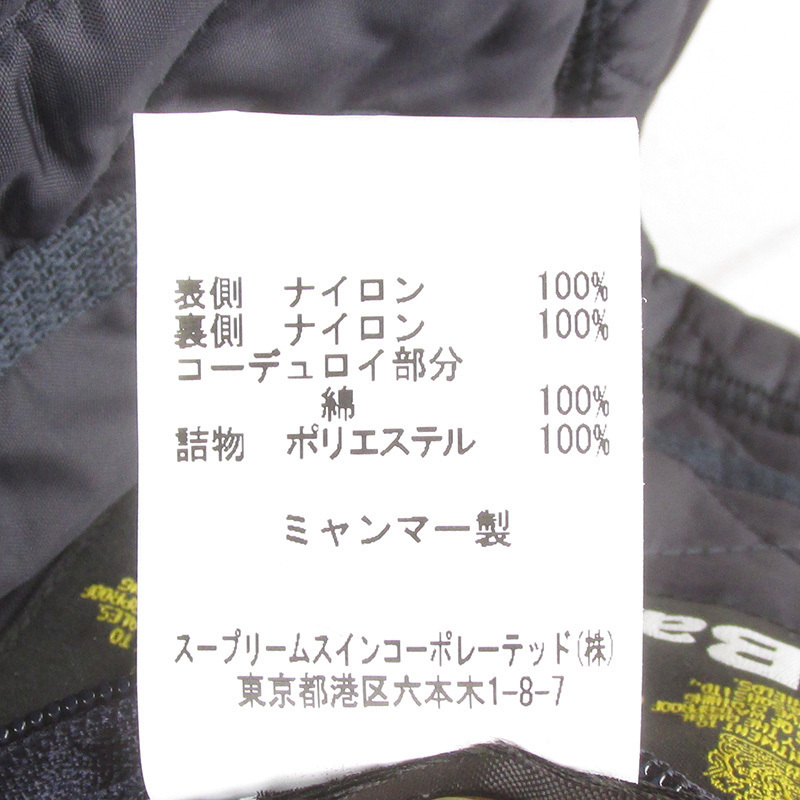 表側 ナイロン 100%
裏側 ナイロン 100%
コーデュロイ部分
綿 100%
詰物 ポリエステル 100%
ミャンマー製
スープリームスインコーポレーテッド(株)
東京都港区六本木1-8-7
Ba
TO